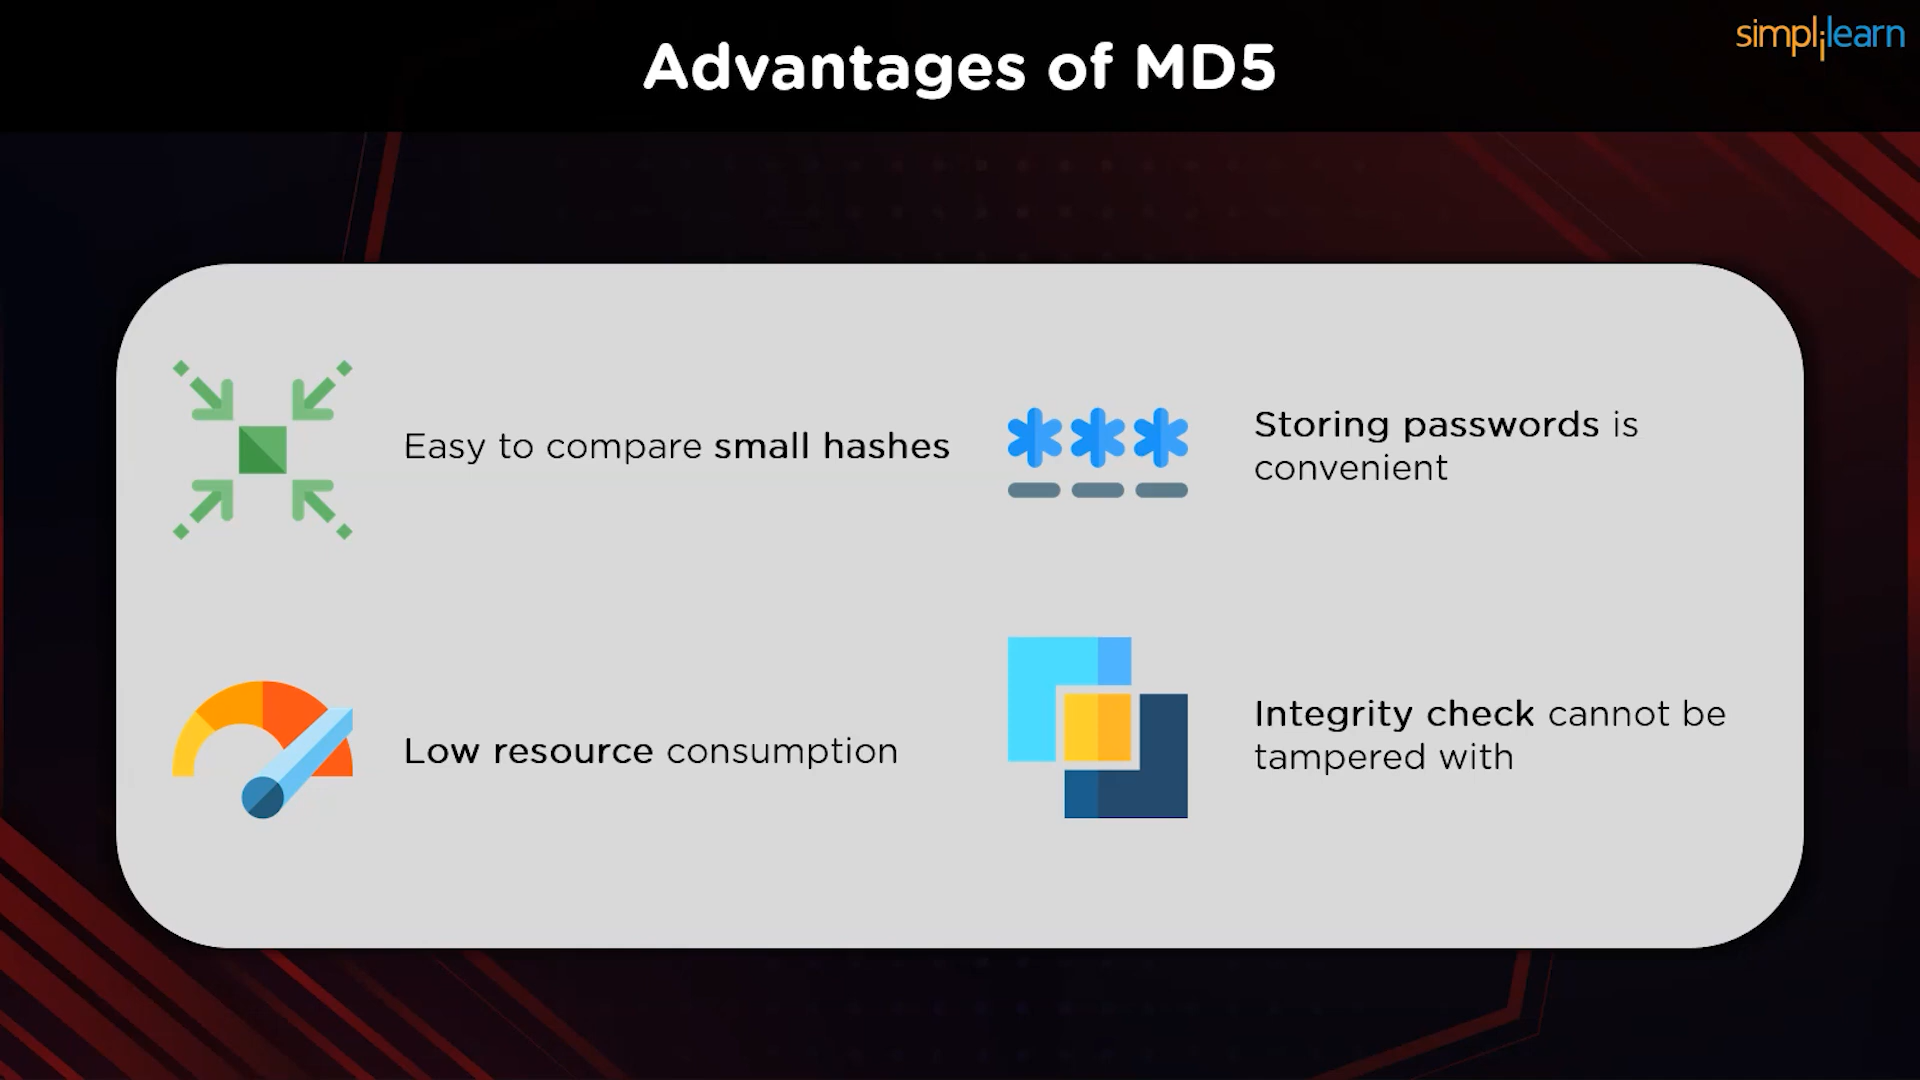 Advantages of MD5
simplilearn
Easy to compare small hashes
Storing passwords is
convenient
Low resource consumption
Integrity check cannot be
tampered with